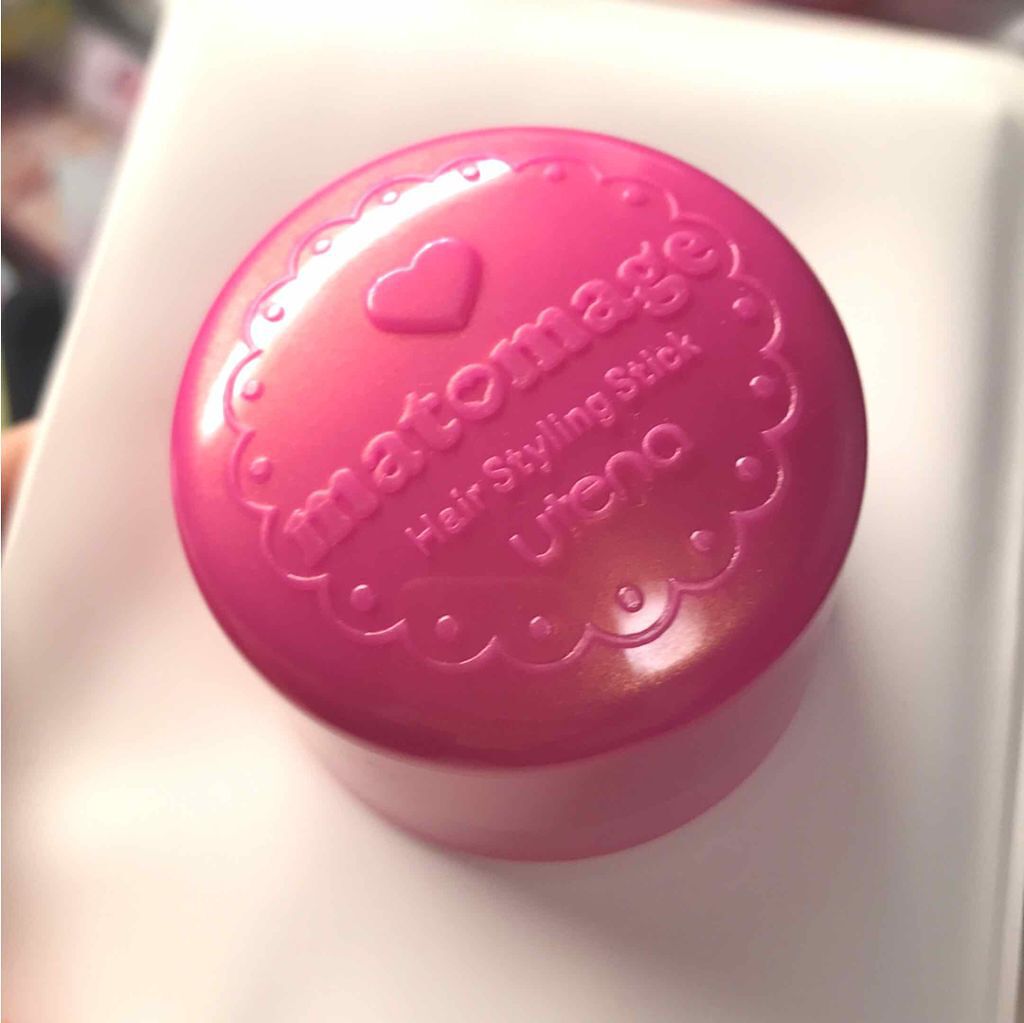 matomage
Hair Styling Stick
utena